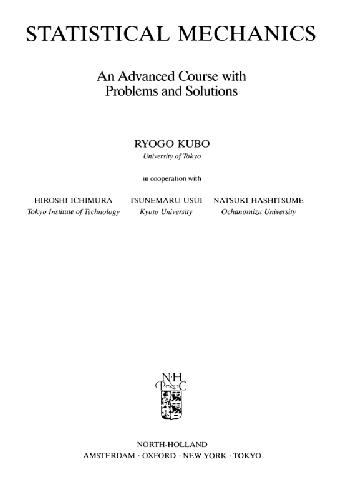 STATISTICAL MECHANICS
An Advanced Course with
Problems and Solutions
RYOGO KUBO
University of Tokyo
in cooperation with
HIROSHI ICHIMURA TSUNEMARU USUI NATSUKI HASHITSUME
Tokyo Institute of Technology Kyoto University Ochanomizu University
N·H
NORTH-HOLLAND
AMSTERDAM · OXFORD · NEW YORK · TOKYO